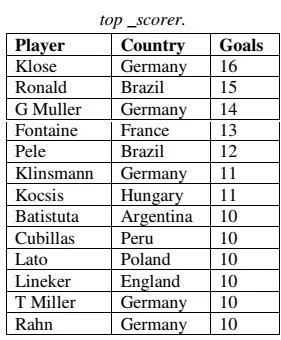 top _scorer.
Player Country Goals
Klose Germany 16
Ronald Brazil 15
G Muller Germany 14
Fontaine France 13
Pele Brazil 12
Klinsmann Germany 11
Kocsis Hungary 11
Batistuta Argentina 10
Cubillas Peru 10
Lato Poland 10
Lineker England 10
T Miller Germany 10
Rahn Germany 10